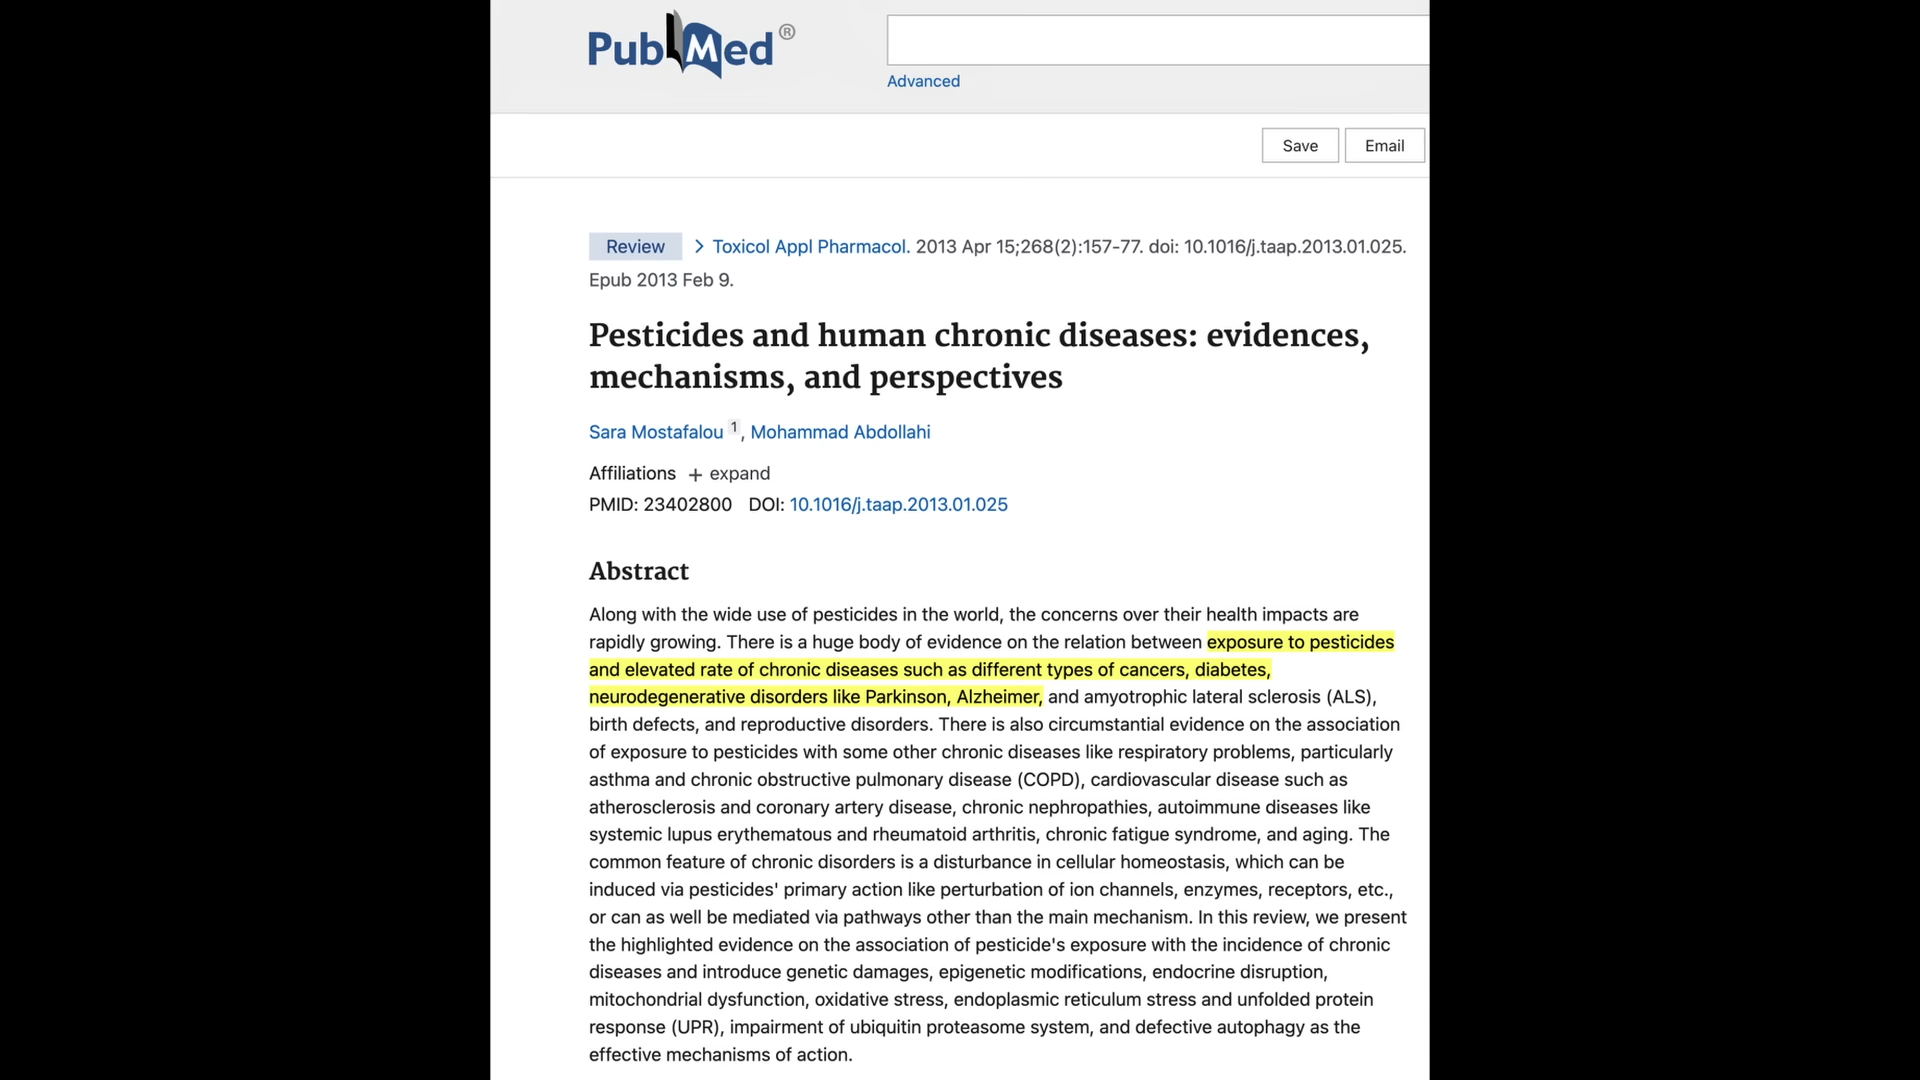 PubMed®
Advanced
Save Email
Review > Toxicol Appl Pharmacol. 2013 Apr 15;268(2):157-77. doi: 10.1016/j.taap.2013.01.025.
Epub 2013 Feb 9.
Pesticides and human chronic diseases: evidences,
mechanisms, and perspectives
Sara Mostafalou 1, Mohammad Abdollahi
Affiliations + expand
PMID: 23402800 DOI: 10.1016/j.taap.2013.01.025
Abstract
Along with the wide use of pesticides in the world, the concerns over their health impacts are
rapidly growing. There is a huge body of evidence on the relation between exposure to pesticides
and elevated rate of chronic diseases such as different types of cancers, diabetes,
neurodegenerative disorders like Parkinson, Alzheimer, and amyotrophic lateral sclerosis (ALS),
birth defects, and reproductive disorders. There is also circumstantial evidence on the association
of exposure to pesticides with some other chronic diseases like respiratory problems, particularly
asthma and chronic obstructive pulmonary disease (COPD), cardiovascular disease such as
atherosclerosis and coronary artery disease, chronic nephropathies, autoimmune diseases like
systemic lupus erythematous and rheumatoid arthritis, chronic fatigue syndrome, and aging. The
common feature of chronic disorders is a disturbance in cellular homeostasis, which can be
induced via pesticides' primary action like perturbation of ion channels, enzymes, receptors, etc.,
or can as well be mediated via pathways other than the main mechanism. In this review, we present
the highlighted evidence on the association of pesticide's exposure with the incidence of chronic
diseases and introduce genetic damages, epigenetic modifications, endocrine disruption,
mitochondrial dysfunction, oxidative stress, endoplasmic reticulum stress and unfolded protein
response (UPR), impairment of ubiquitin proteasome system, and defective autophagy as the
effective mechanisms of action.